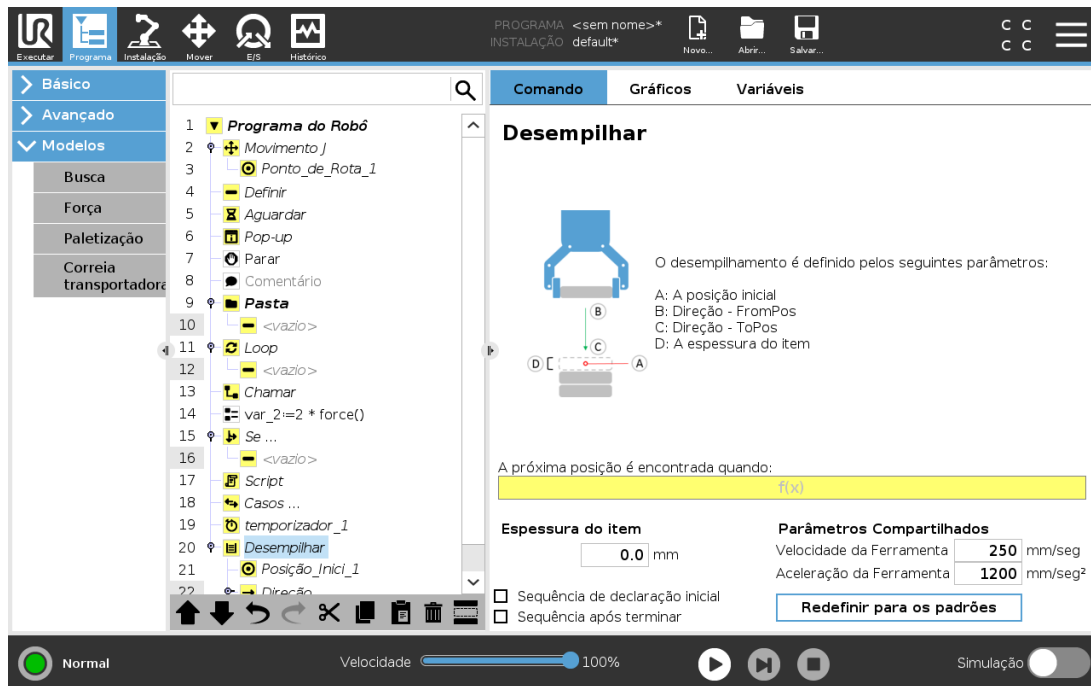 Executar
Programa
Instalação
Mover
E/S
Histórico
PROGRAMA <sem nome>*
INSTALAÇÃO default*
Novo...
Abrir...
Salvar...
C C
C C
Básico
Avançado
Modelos
Busca
Força
Paletização
Correia
transportadora
1 Programa do Robô
2 Movimento J
3 Ponto_de_Rota_1
4 Definir
5 Aguardar
6 Pop-up
7 Parar
8 Comentário
9 Pasta
10 <vazio>
11 Loop
12 <vazio>
13 Chamar
14 var_2:=2 * force()
15 Se ...
16 <vazio>
17 Script
18 Casos ...
19 temporizador_1
20 Desempilhar
21 Posição_Inici_1
22 Direção
Comando Gráficos Variáveis
Desempilhar
O desempilhamento é definido pelos seguintes parâmetros:
A: A posição inicial
B: Direção - FromPos
C: Direção - ToPos
D: A espessura do item
B
C
D
A
A próxima posição é encontrada quando:
f(x)
Espessura do item
0.0 mm
Sequência de declaração inicial
Sequência após terminar
Parâmetros Compartilhados
Velocidade da Ferramenta 250 mm/seg
Aceleração da Ferramenta 1200 mm/seg²
Redefinir para os padrões
Normal
Velocidade 100%
Simulação